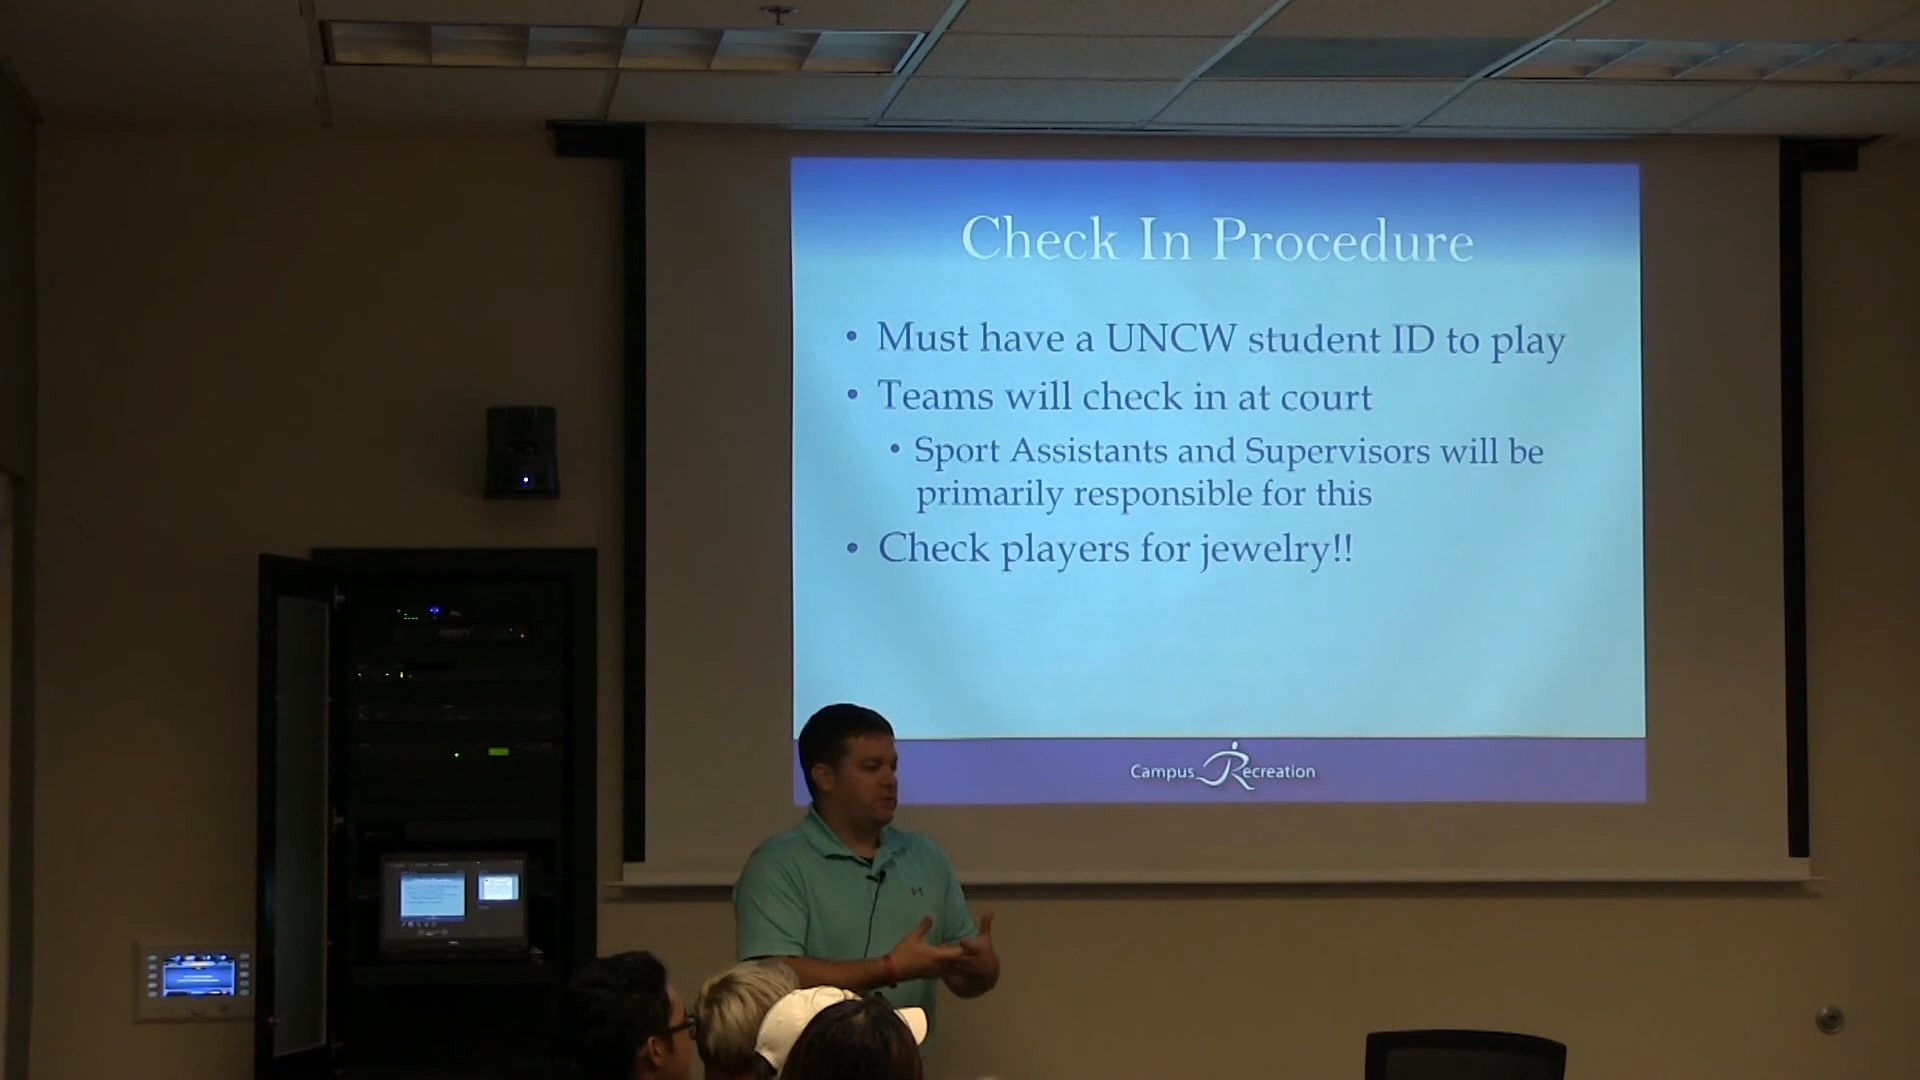 Check In Procedure
• Must have a UNCW student ID to play
• Teams will check in at court
• Sport Assistants and Supervisors will be
primarily responsible for this
• Check players for jewelry!!
Campus Recreation